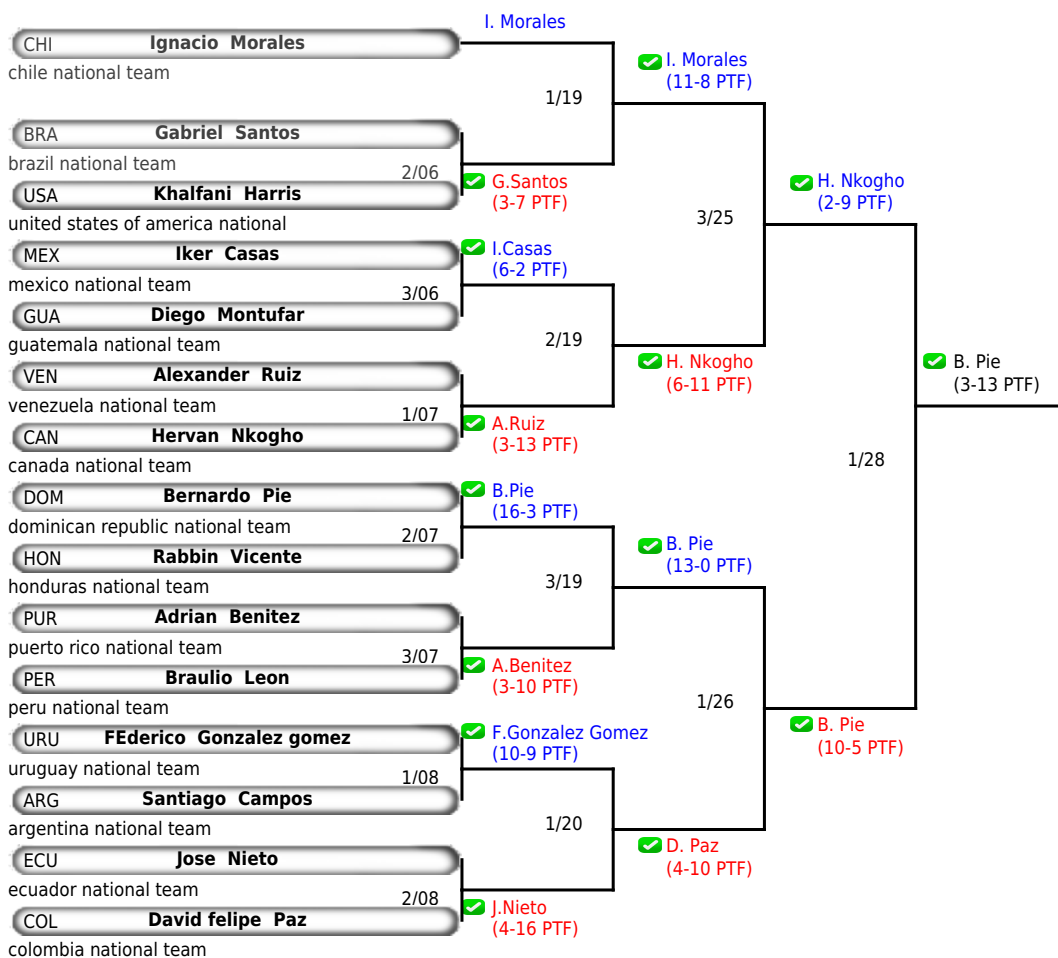 I. Morales
CHI Ignacio Morales
chile national team
I. Morales
(11-8 PTF)
1/19
BRA Gabriel Santos
brazil national team
2/06
G.Santos
(3-7 PTF)
USA Khalfani Harris
united states of america national
H. Nkogho
(2-9 PTF)
3/25
MEX Iker Casas
mexico national team
I.Casas
(6-2 PTF)
3/06
GUA Diego Montufar
guatemala national team
2/19
H. Nkogho
(6-11 PTF)
VEN Alexander Ruiz
venezuela national team
1/07
A.Ruiz
(3-13 PTF)
CAN Hervan Nkogho
canada national team
B. Pie
(3-13 PTF)
1/28
DOM Bernardo Pie
dominican republic national team
B.Pie
(16-3 PTF)
2/07
HON Rabbin Vicente
honduras national team
B. Pie
(13-0 PTF)
3/19
PUR Adrian Benitez
puerto rico national team
3/07
A.Benitez
(3-10 PTF)
PER Braulio Leon
peru national team
1/26
B. Pie
(10-5 PTF)
URU FEderico Gonzalez gomez
uruguay national team
F.Gonzalez Gomez
(10-9 PTF)
1/08
ARG Santiago Campos
argentina national team
1/20
D. Paz
(4-10 PTF)
ECU Jose Nieto
ecuador national team
2/08
J.Nieto
(4-16 PTF)
COL David felipe Paz
colombia national team